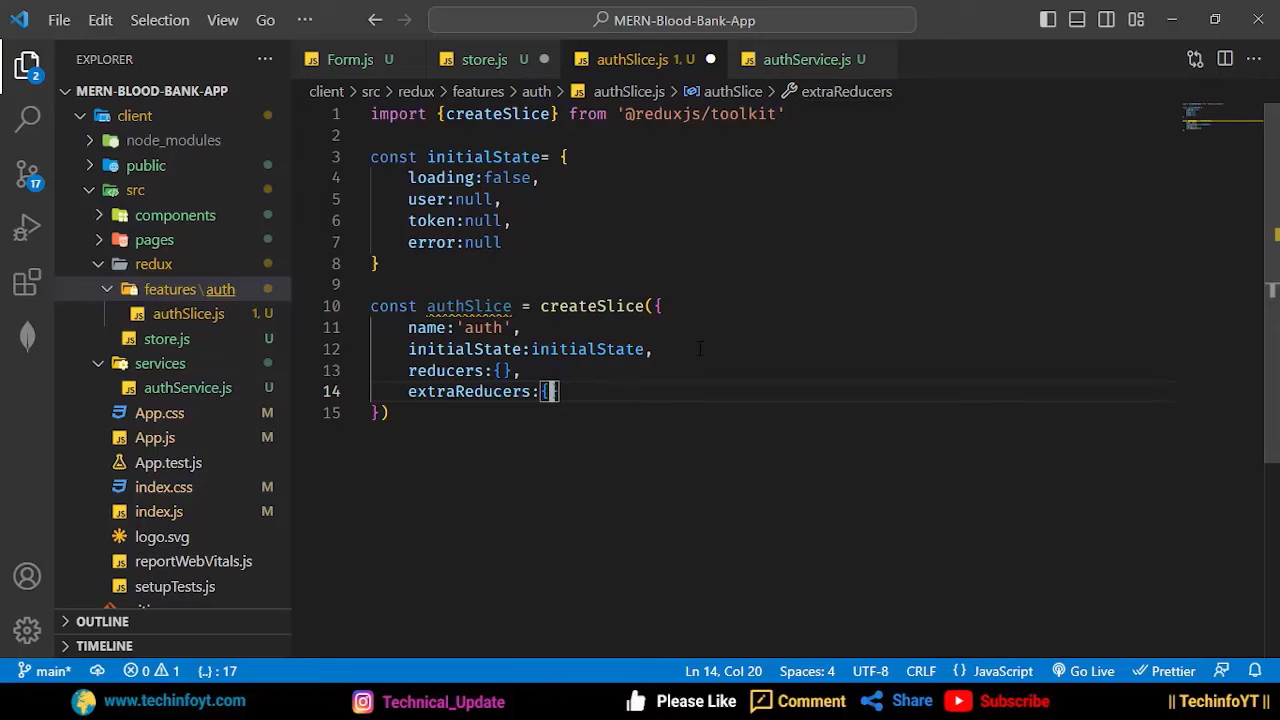 File Edit Selection View Go ··· MERN-Blood-Bank-App
EXPLORER ···
Form.js U
store.js U
authSlice.js 1, U
authService.js U
MERN-BLOOD-BANK-APP
client
node_modules
public
src
components
pages
redux
features\auth
authSlice.js 1, U
store.js U
services
authService.js U
App.css M
App.js M
App.test.js
index.css M
index.js M
logo.svg
reportWebVitals.js
setupTests.js
OUTLINE
TIMELINE
2
17
client > src > redux > features > auth > authSlice.js > authSlice > extraReducers
1 import {createSlice} from '@reduxjs/toolkit'
2
3 const initialState= {
4 loading:false,
5 user:null,
6 token:null,
7 error:null
8 }
9
10 const authSlice = createSlice({
11 name:'auth',
12 initialState:initialState,
13 reducers:{},
14 extraReducers:{}
15 })
main* 0 1 {..} : 17 Ln 14, Col 20 Spaces: 4 UTF-8 CRLF {} JavaScript Go Live Prettier
www.techinfoyt.com Technical_Update Please Like Comment Share Subscribe || TechinfoYT ||